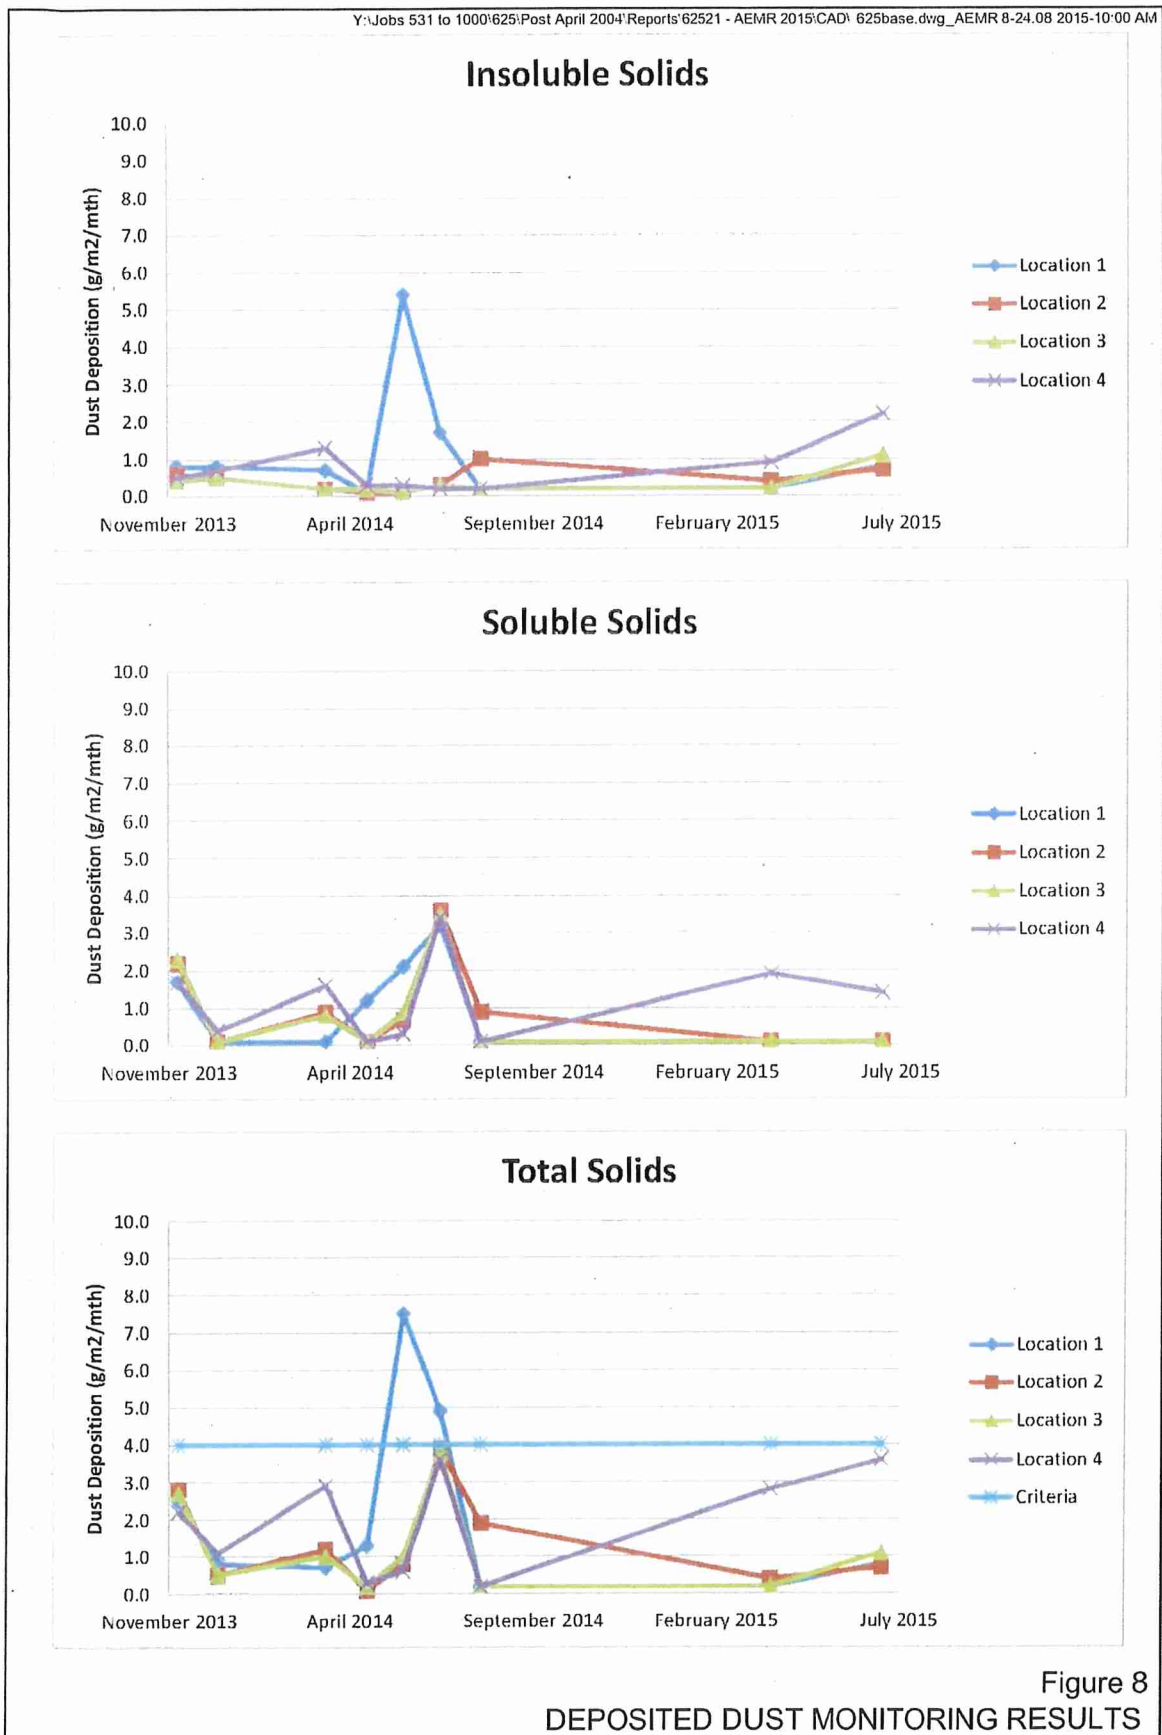 Y:\Jobs 531 to 1000\625\Post April 2004\Reports\62521 - AEMR 2015\CAD\ 625base.dwg_AEMR 8-24.08 2015-10:00 AM
Insoluble Solids
10.0
9.0
8.0
7.0
6.0
5.0
4.0
3.0
2.0
1.0
0.0
Dust Deposition (g/m2/mth)
November 2013 April 2014 September 2014 February 2015 July 2015
Location 1
Location 2
Location 3
Location 4
Soluble Solids
10.0
9.0
8.0
7.0
6.0
5.0
4.0
3.0
2.0
1.0
0.0
Dust Deposition (g/m2/mth)
November 2013 April 2014 September 2014 February 2015 July 2015
Location 1
Location 2
Location 3
Location 4
Total Solids
10.0
9.0
8.0
7.0
6.0
5.0
4.0
3.0
2.0
1.0
0.0
Dust Deposition (g/m2/mth)
November 2013 April 2014 September 2014 February 2015 July 2015
Location 1
Location 2
Location 3
Location 4
Criteria
Figure 8
DEPOSITED DUST MONITORING RESULTS